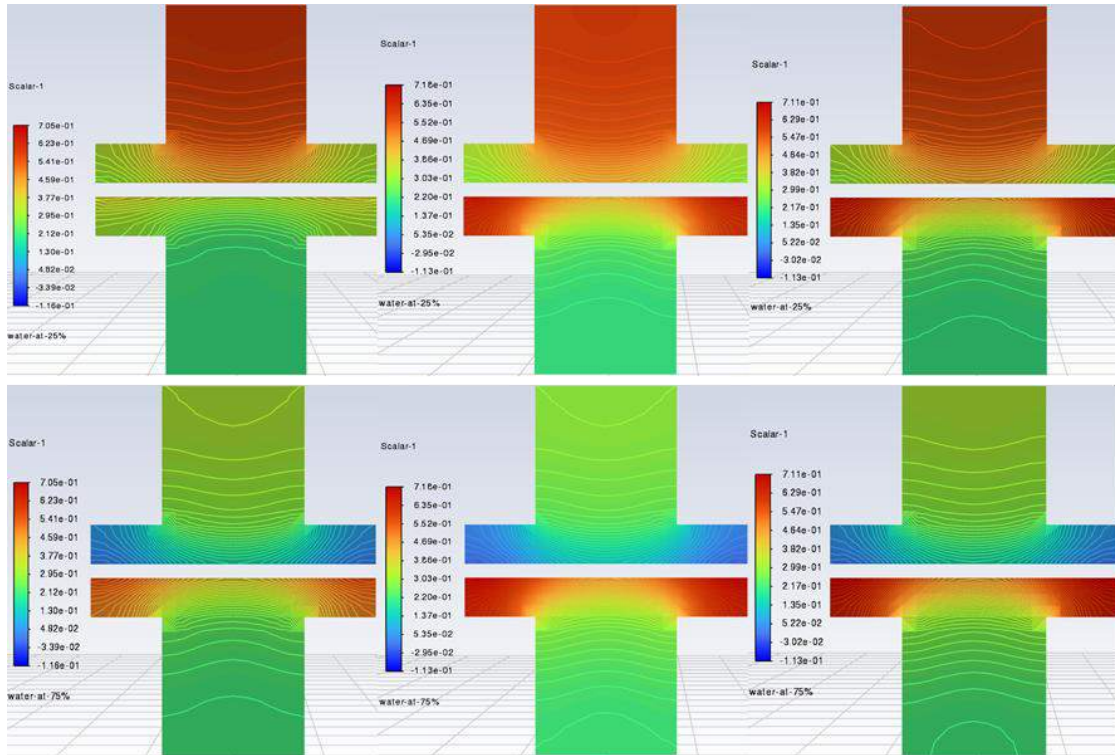 Scalar-1
7.05e-01
6.23e-01
5.41e-01
4.59e-01
3.77e-01
2.95e-01
2.12e-01
1.30e-01
4.82e-02
-3.39e-02
-1.16e-01
water-at-25%
Scalar-1
7.18e-01
6.35e-01
5.52e-01
4.69e-01
3.86e-01
3.03e-01
2.20e-01
1.37e-01
5.35e-02
-2.95e-02
-1.13e-01
water-at-25%
Scalar-1
7.11e-01
6.29e-01
5.47e-01
4.64e-01
3.82e-01
2.99e-01
2.17e-01
1.35e-01
5.22e-02
-3.02e-02
-1.13e-01
water-at-25%
Scalar-1
7.05e-01
6.23e-01
5.41e-01
4.59e-01
3.77e-01
2.95e-01
2.12e-01
1.30e-01
4.82e-02
-3.39e-02
-1.16e-01
water-at-75%
Scalar-1
7.18e-01
6.35e-01
5.52e-01
4.69e-01
3.86e-01
3.03e-01
2.20e-01
1.37e-01
5.35e-02
-2.95e-02
-1.13e-01
water-at-75%
Scalar-1
7.11e-01
6.29e-01
5.47e-01
4.64e-01
3.82e-01
2.99e-01
2.17e-01
1.35e-01
5.22e-02
-3.02e-02
-1.13e-01
water-at-75%